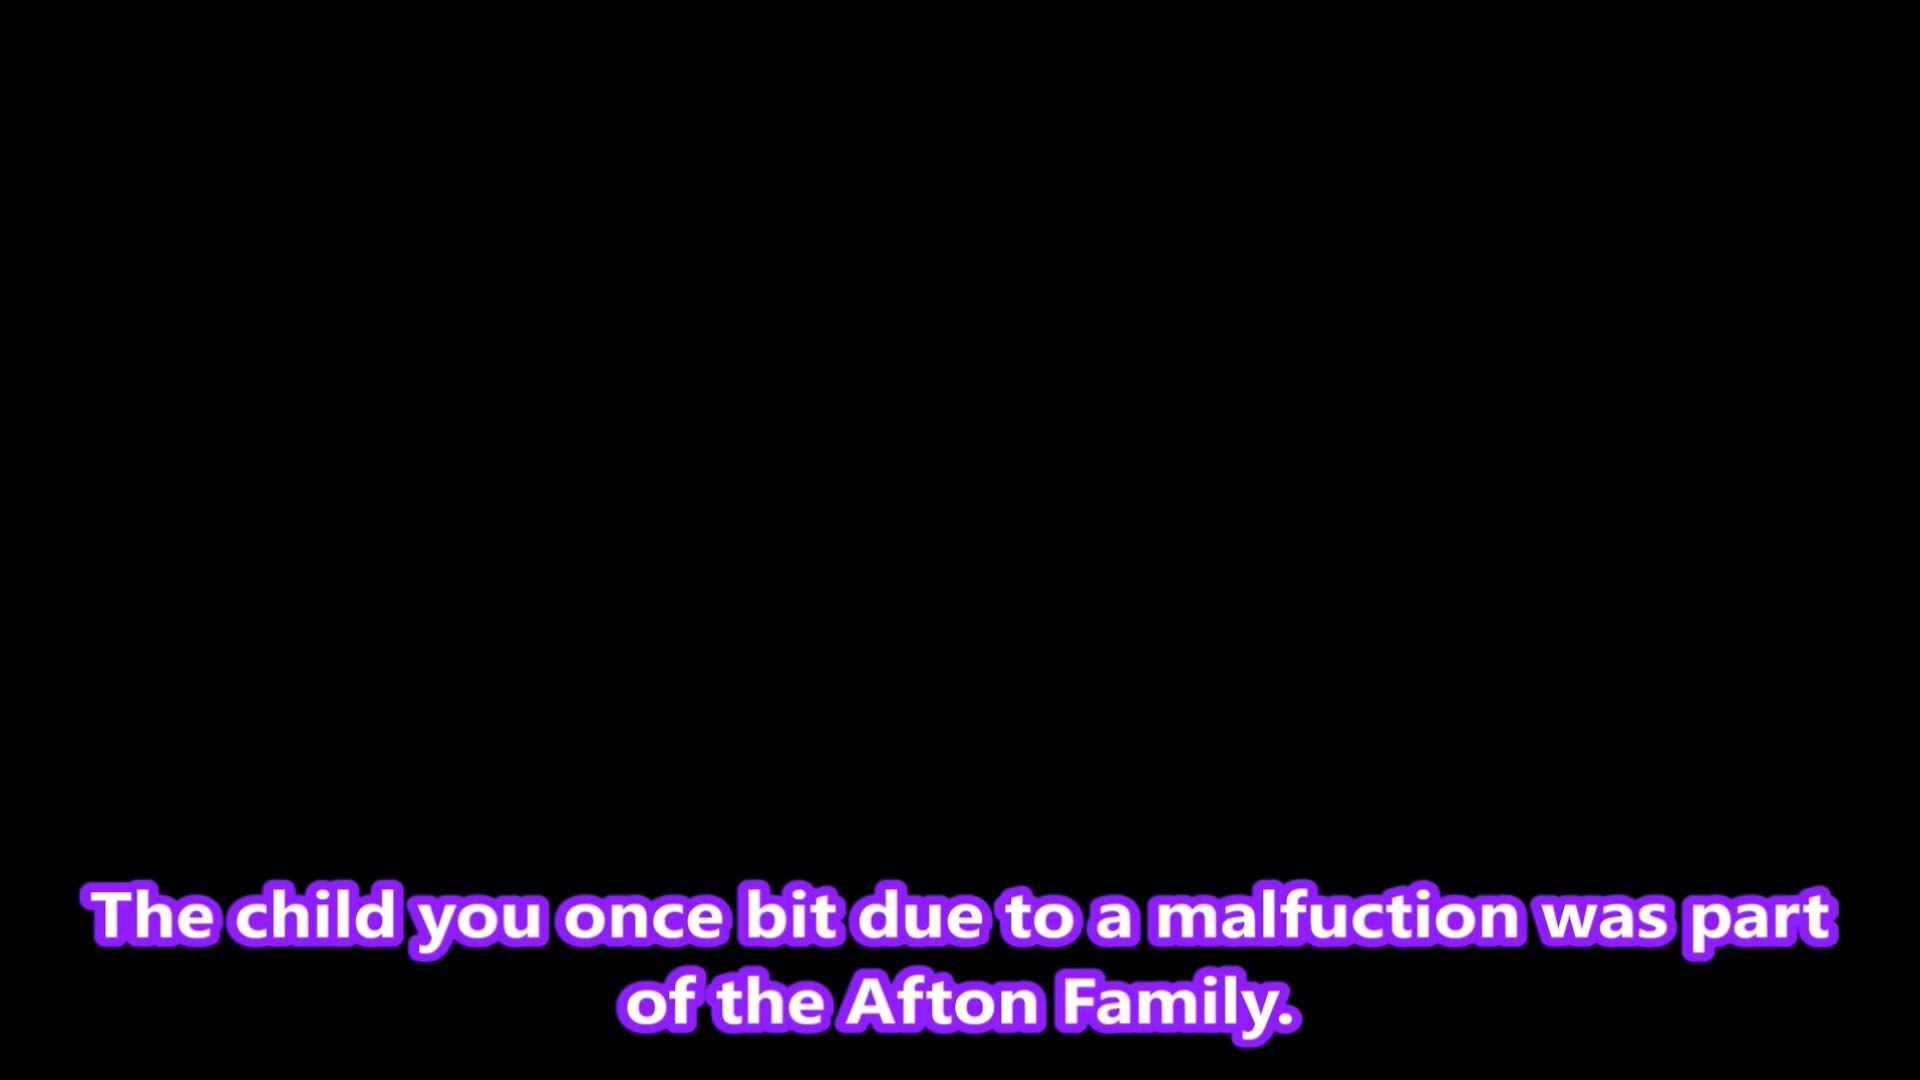 The child you once bit due to a malfuction was part
of the Afton Family.